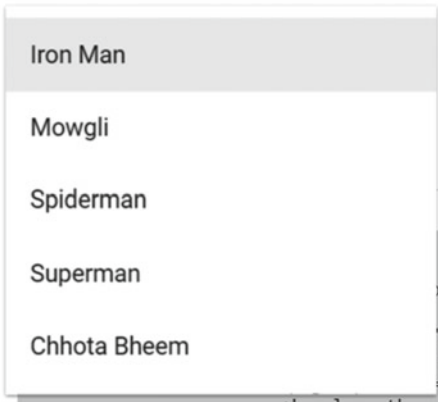 Iron Man
Mowgli
Spiderman
Superman
Chhota Bheem